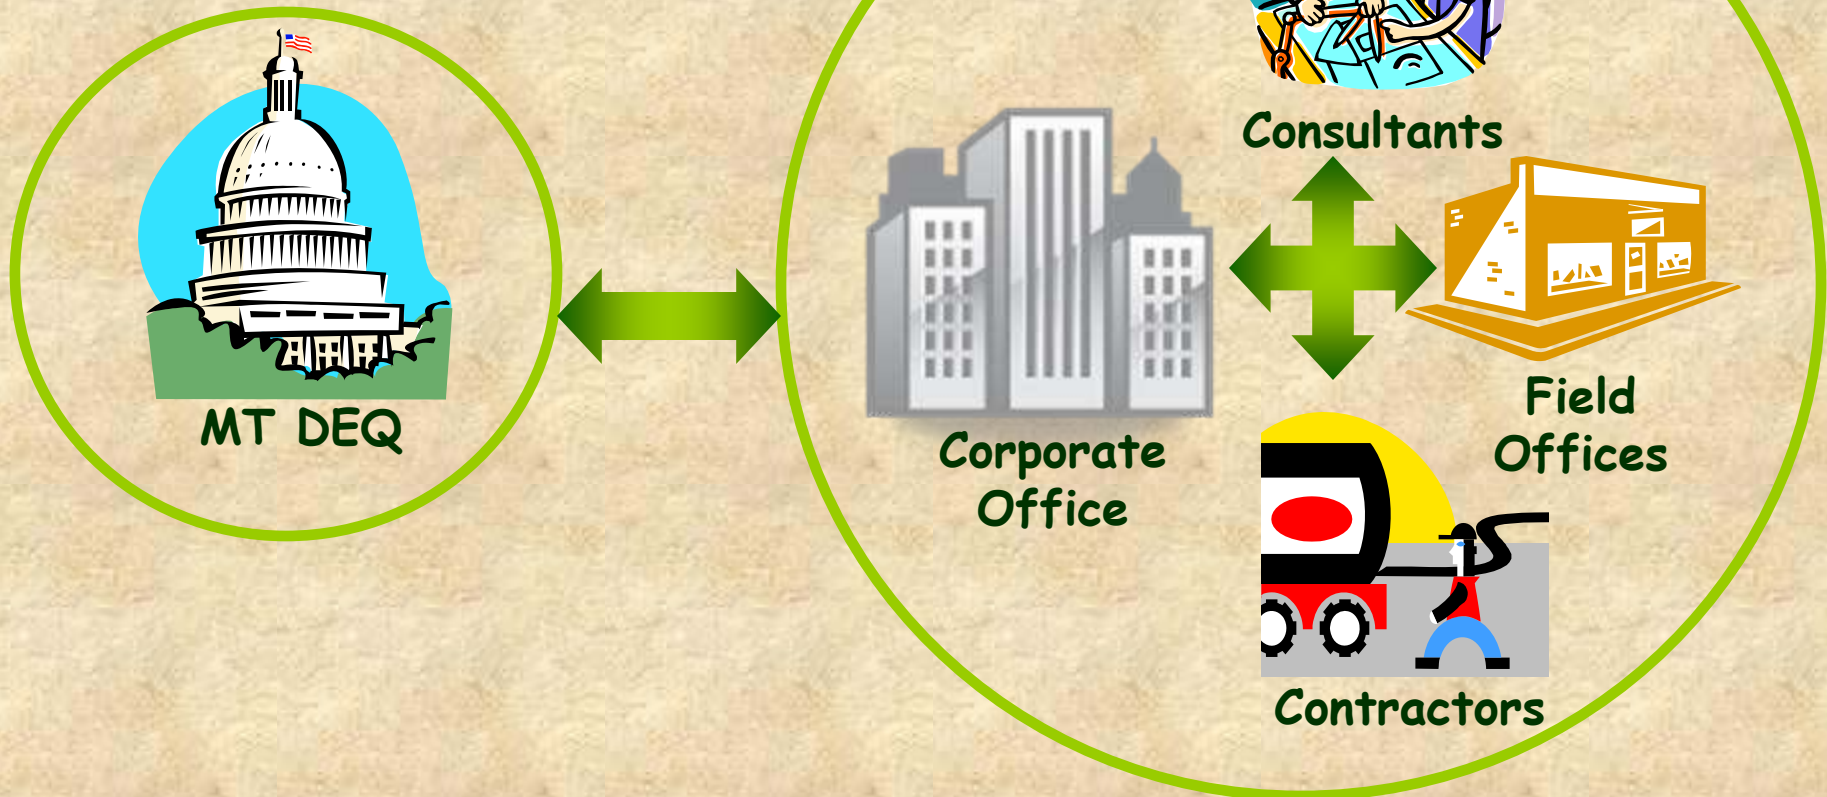 MT DEQ
Consultants
Corporate
Office
Field
Offices
Contractors